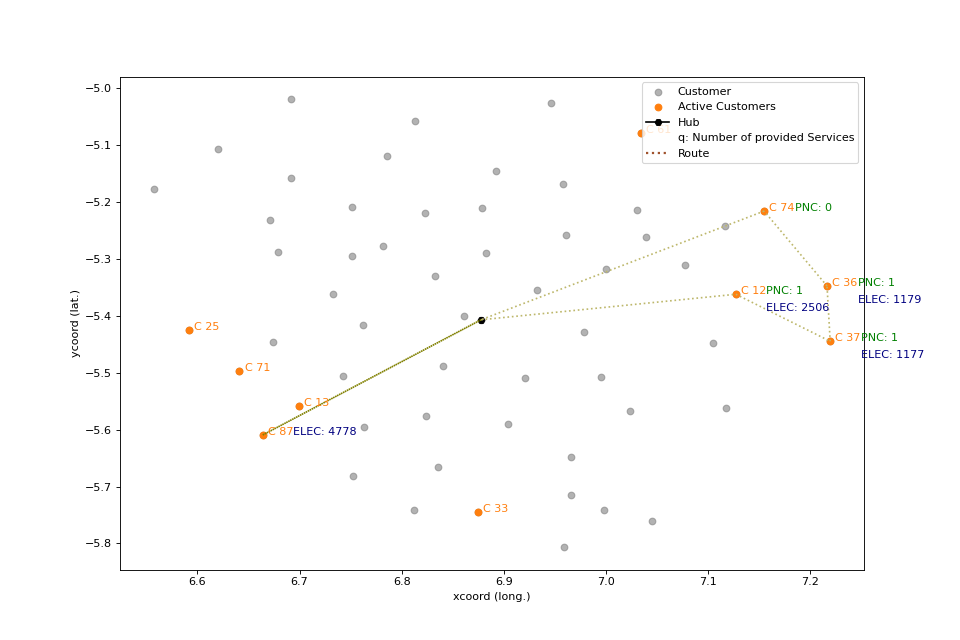 Customer
Active Customers
Hub
q: Number of provided Services
Route
C 81
C 74 PNC: 0
C 36 PNC: 1
ELEC: 1179
C 12 PNC: 1
ELEC: 2506
C 37 PNC: 1
ELEC: 1177
C 25
C 71
C 13
C 87 ELEC: 4778
C 33
−5.0
−5.1
−5.2
−5.3
−5.4
−5.5
−5.6
−5.7
−5.8
ycoord (lat.)
6.6 6.7 6.8 6.9 7.0 7.1 7.2
xcoord (long.)